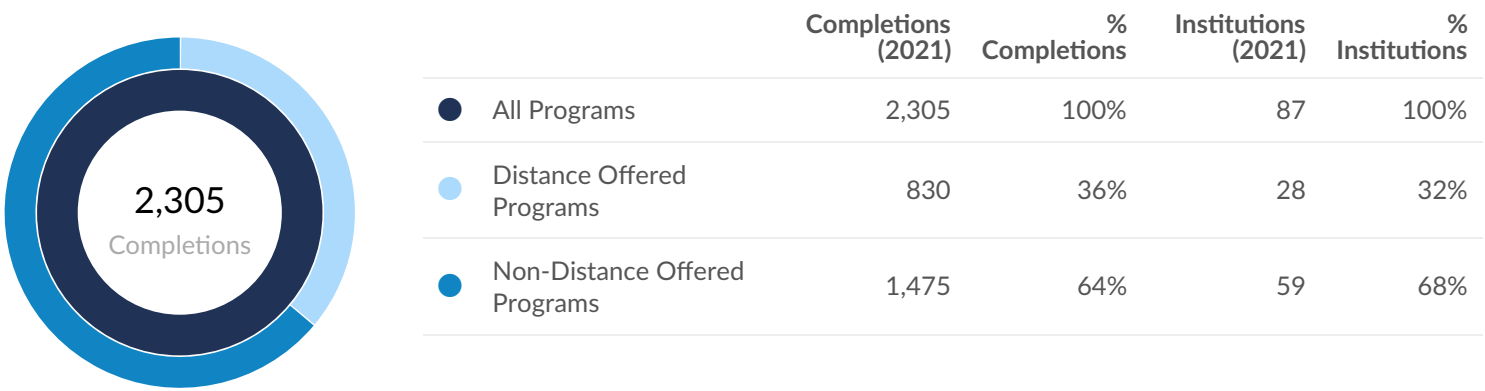 2,305
Completions
Completions
(2021)
%
Completions
Institutions
(2021)
%
Institutions
All Programs 2,305 100% 87 100%
Distance Offered
Programs
830 36% 28 32%
Non-Distance Offered
Programs
1,475 64% 59 68%